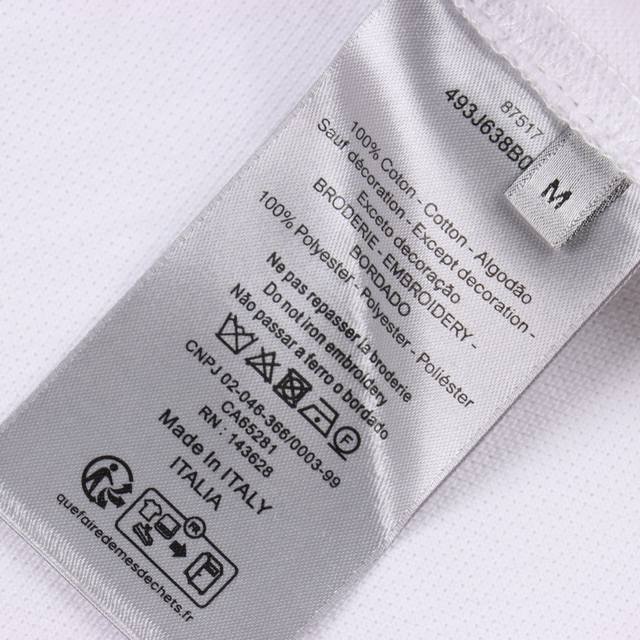 87517
493J638B0
M
100% Coton - Cotton - Algodão
Sauf décoration - Except decoration -
Exceto decoração
BRODERIE - EMBROIDERY -
BORDADO
100% Polyester - Polyester - Poliéster
Ne pas repasser la broderie
Do not iron embroidery
Não passar a ferro o bordado
CNPJ 02-046-366/0003-99
CA65281
RN: 143628
Made In ITALY
ITALIA
FR
quefairedemesdechets.fr